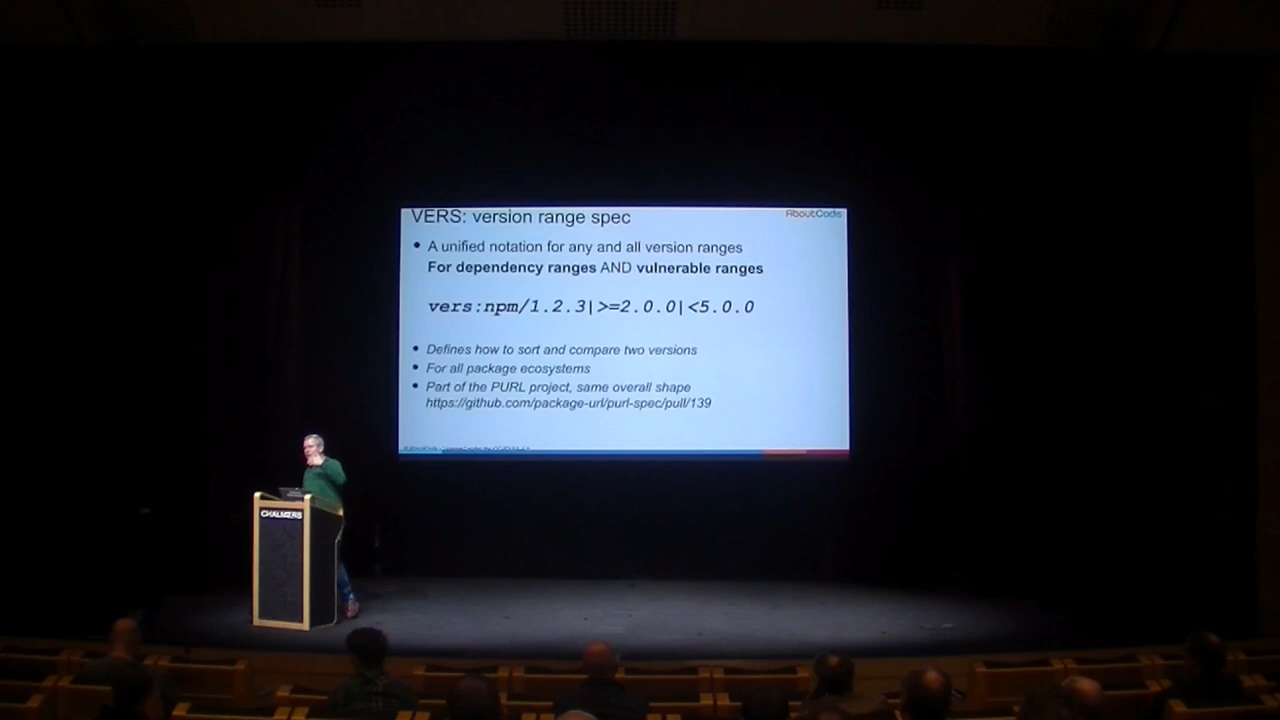 VERS: version range spec
AboutCode
• A unified notation for any and all version ranges
For dependency ranges AND vulnerable ranges
vers:npm/1.2.3|>=2.0.0|<5.0.0
• Defines how to sort and compare two versions
• For all package ecosystems
• Part of the PURL project, same overall shape
https://github.com/package-url/purl-spec/pull/139
CHALMERS